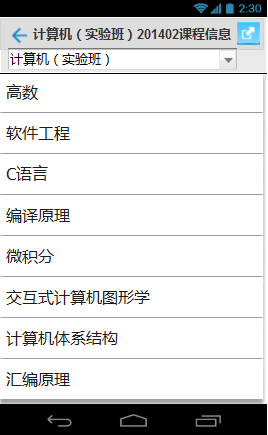 2:30
计算机（实验班）201402课程信息
计算机（实验班）
高数
软件工程
C语言
编译原理
微积分
交互式计算机图形学
计算机体系结构
汇编原理